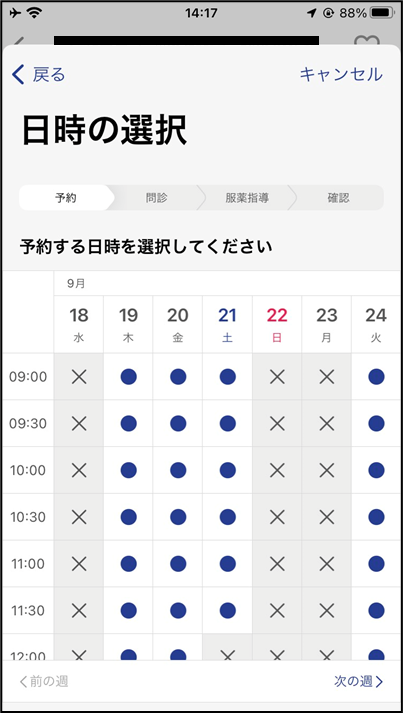 14:17 88%
戻る キャンセル
日時の選択
予約 問診 服薬指導 確認
予約する日時を選択してください
9月
18 19 20 21 22 23 24
水 木 金 土 日 月 火
09:00 × ● ● ● × × ●
09:30 × ● ● ● × × ●
10:00 × ● ● ● × × ●
10:30 × ● ● ● × × ●
11:00 × ● ● ● × × ●
11:30 × ● ● ● × × ●
12:00 × ● ● × × × ●
前の週 次の週